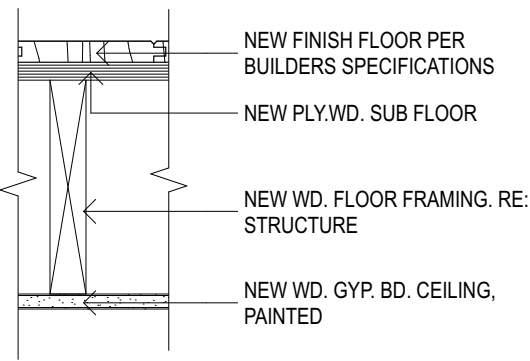 NEW FINISH FLOOR PER
BUILDERS SPECIFICATIONS
NEW PLY.WD. SUB FLOOR
NEW WD. FLOOR FRAMING. RE:
STRUCTURE
NEW WD. GYP. BD. CEILING,
PAINTED